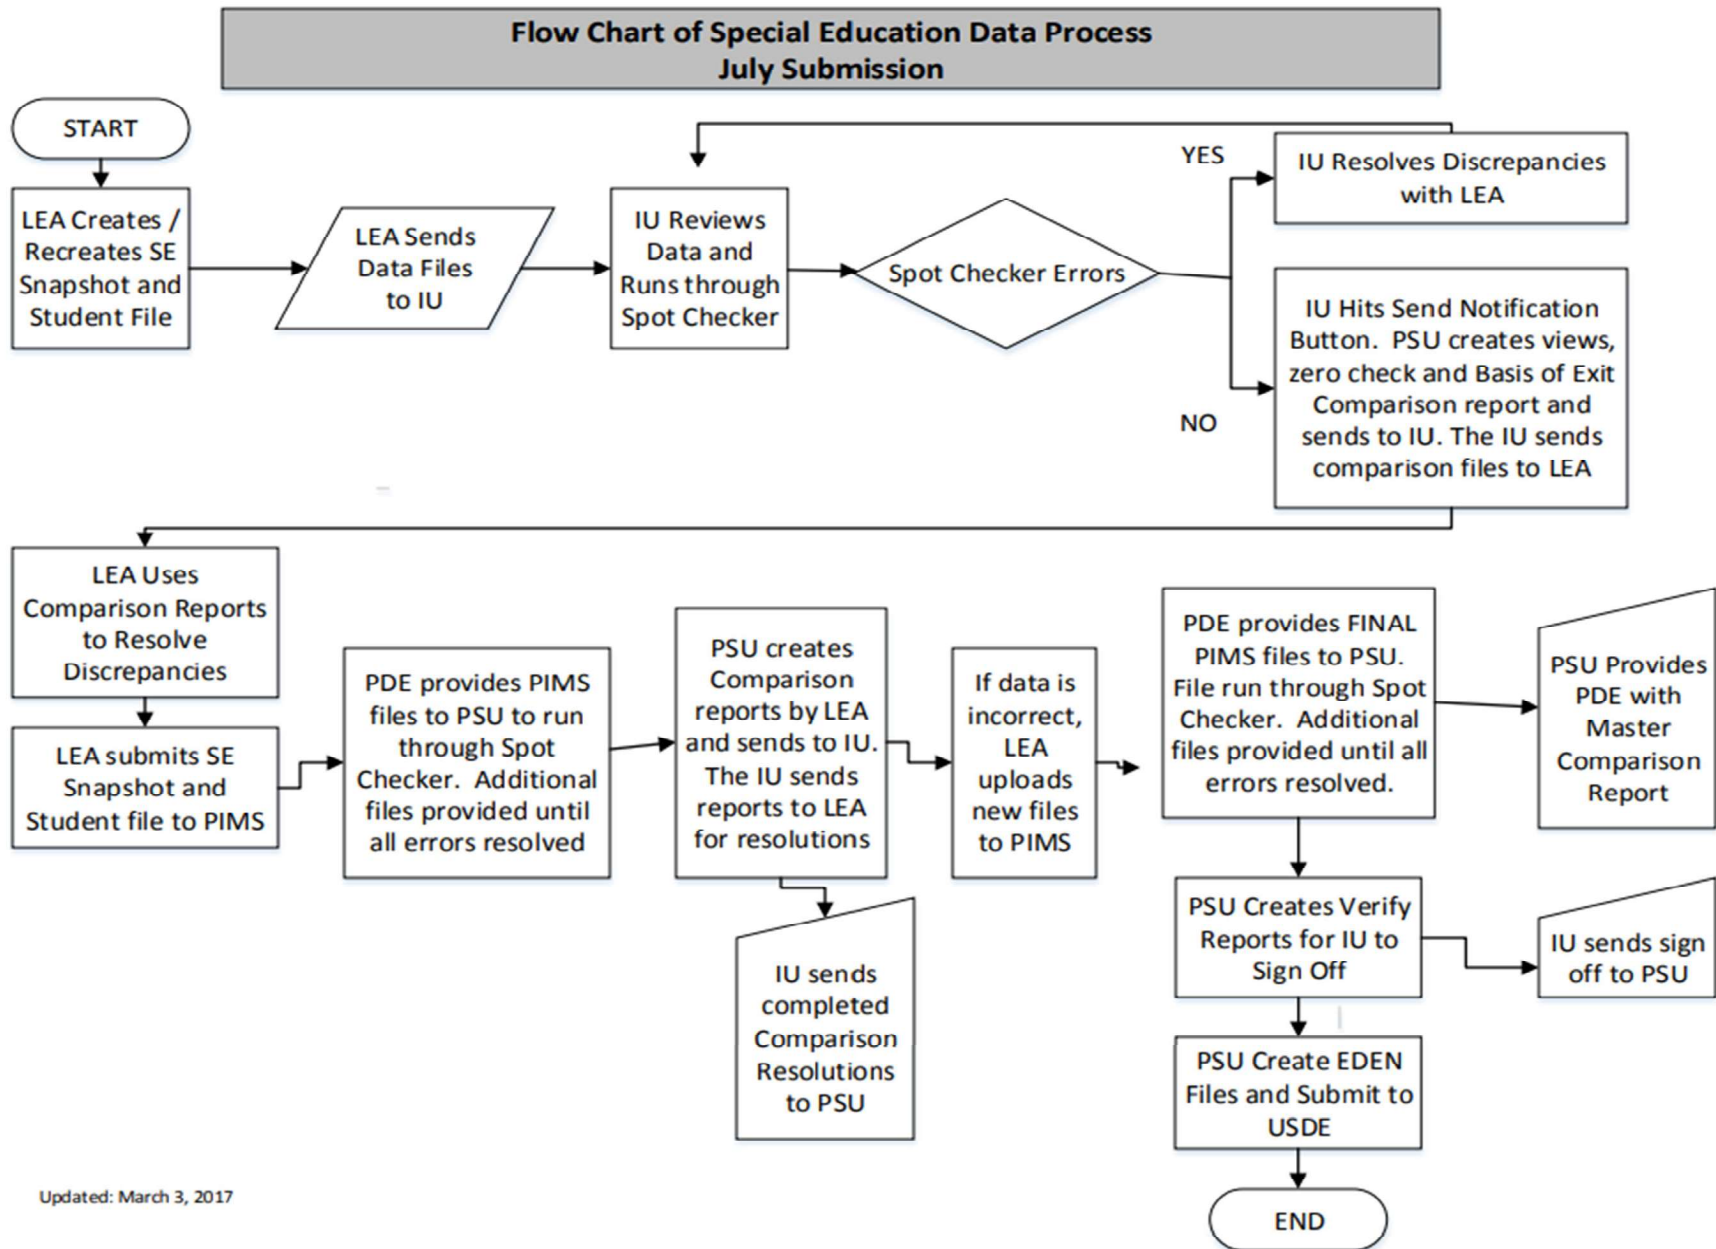 Flow Chart of Special Education Data Process
July Submission
START
LEA Creates /
Recreates SE
Snapshot and
Student File
LEA Sends
Data Files
to IU
IU Reviews
Data and
Runs through
Spot Checker
Spot Checker Errors
YES
IU Resolves Discrepancies
with LEA
NO
IU Hits Send Notification
Button. PSU creates views,
zero check and Basis of Exit
Comparison report and
sends to IU. The IU sends
comparison files to LEA
LEA Uses
Comparison Reports
to Resolve
Discrepancies
LEA submits SE
Snapshot and
Student file to PIMS
PDE provides PIMS
files to PSU to run
through Spot
Checker. Additional
files provided until
all errors resolved
PSU creates
Comparison
reports by LEA
and sends to IU.
The IU sends
reports to LEA
for resolutions
IU sends
completed
Comparison
Resolutions
to PSU
If data is
incorrect,
LEA
uploads
new files
to PIMS
PDE provides FINAL
PIMS files to PSU.
File run through Spot
Checker. Additional
files provided until all
errors resolved.
PSU Provides
PDE with
Master
Comparison
Report
PSU Creates Verify
Reports for IU to
Sign Off
IU sends sign
off to PSU
PSU Create EDEN
Files and Submit to
USDE
END
Updated: March 3, 2017